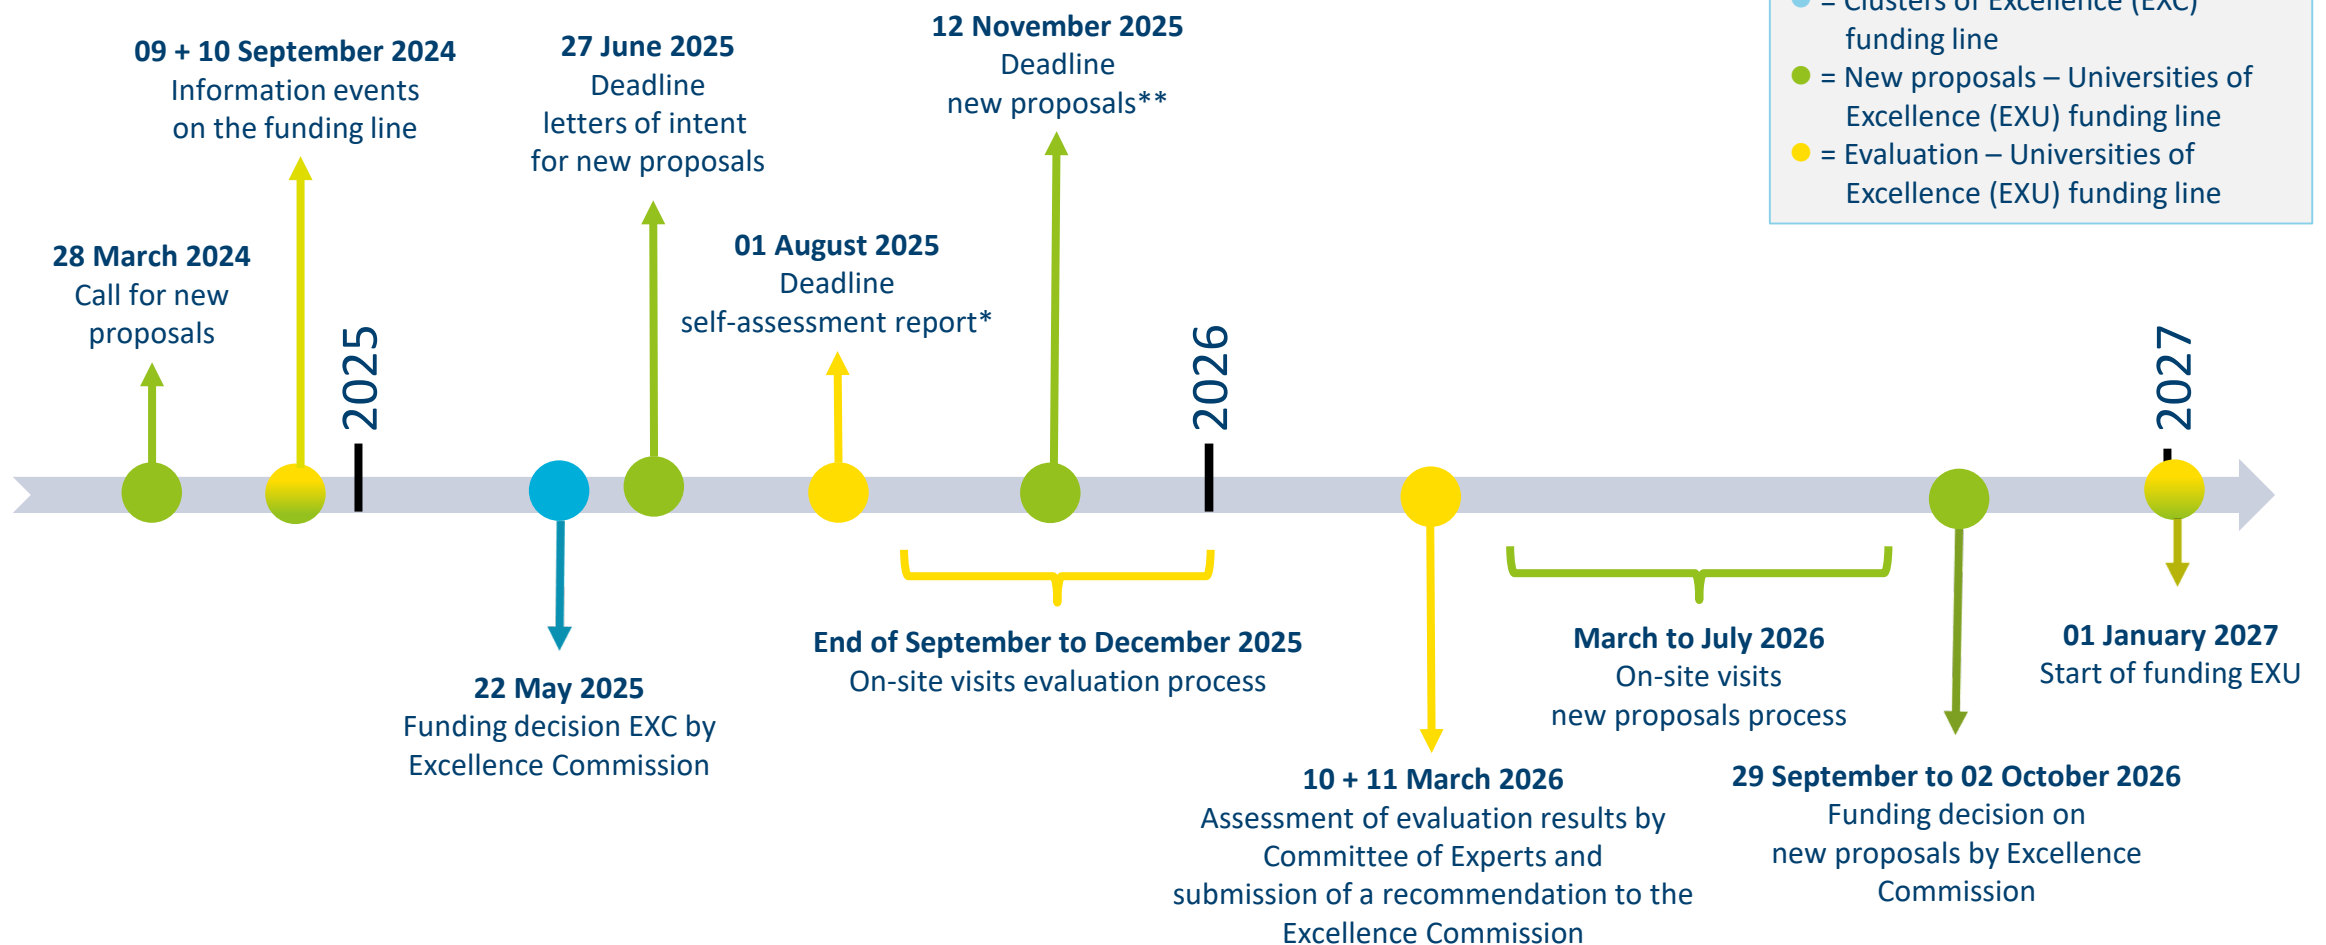 09 + 10 September 2024
Information events
on the funding line
27 June 2025
Deadline
letters of intent
for new proposals
12 November 2025
Deadline
new proposals**
= Clusters of Excellence (EXC)
funding line
= New proposals – Universities of
Excellence (EXU) funding line
= Evaluation – Universities of
Excellence (EXU) funding line
28 March 2024
Call for new
proposals
01 August 2025
Deadline
self-assessment report*
2025
2026
2027
22 May 2025
Funding decision EXC by
Excellence Commission
End of September to December 2025
On-site visits evaluation process
10 + 11 March 2026
Assessment of evaluation results by
Committee of Experts and
submission of a recommendation to the
Excellence Commission
March to July 2026
On-site visits
new proposals process
29 September to 02 October 2026
Funding decision on
new proposals by Excellence
Commission
01 January 2027
Start of funding EXU